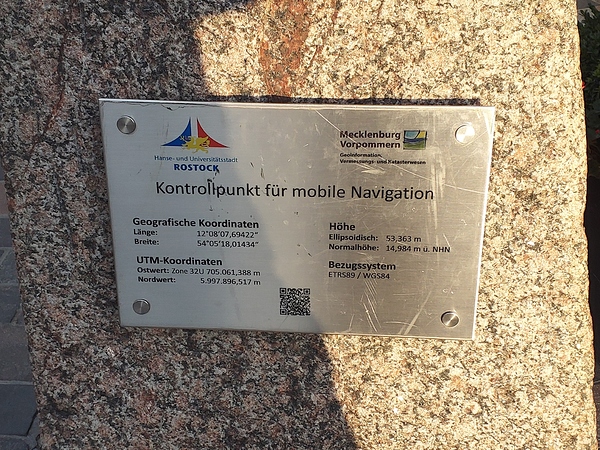 Hanse- und Universitätsstadt
ROSTOCK
Mecklenburg
Vorpommern
Geoinformation,
Vermessungs- und Katasterwesen
Kontrollpunkt für mobile Navigation
Geografische Koordinaten
Länge: 12°08'07,69422"
Breite: 54°05'18,01434"
UTM-Koordinaten
Ostwert: Zone 32U 705.061,388 m
Nordwert: 5.997.896,517 m
Höhe
Ellipsoidisch: 53,363 m
Normalhöhe: 14,984 m ü. NHN
Bezugssystem
ETRS89 / WGS84